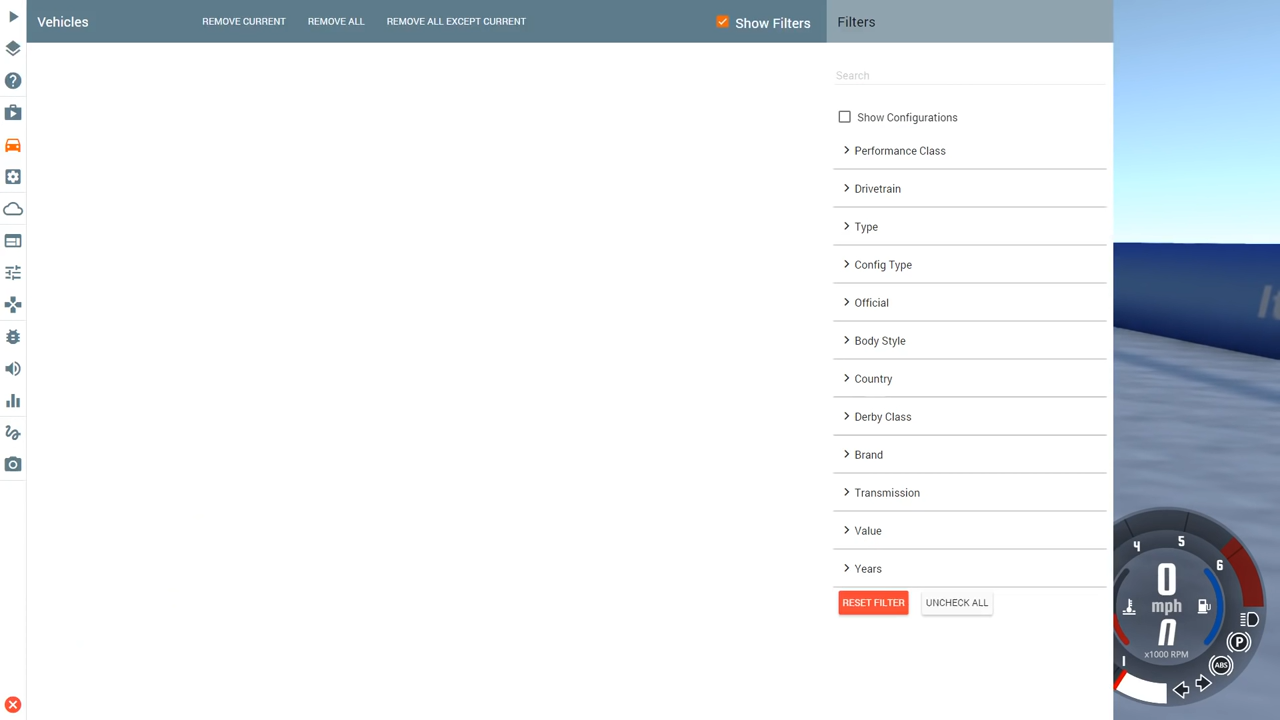 Vehicles
REMOVE CURRENT
REMOVE ALL
REMOVE ALL EXCEPT CURRENT
Show Filters
Filters
Search
Show Configurations
Performance Class
Drivetrain
Type
Config Type
Official
Body Style
Country
Derby Class
Brand
Transmission
Value
Years
RESET FILTER
UNCHECK ALL
4
5
6
0
mph
n
x1000 RPM
1
P
ABS